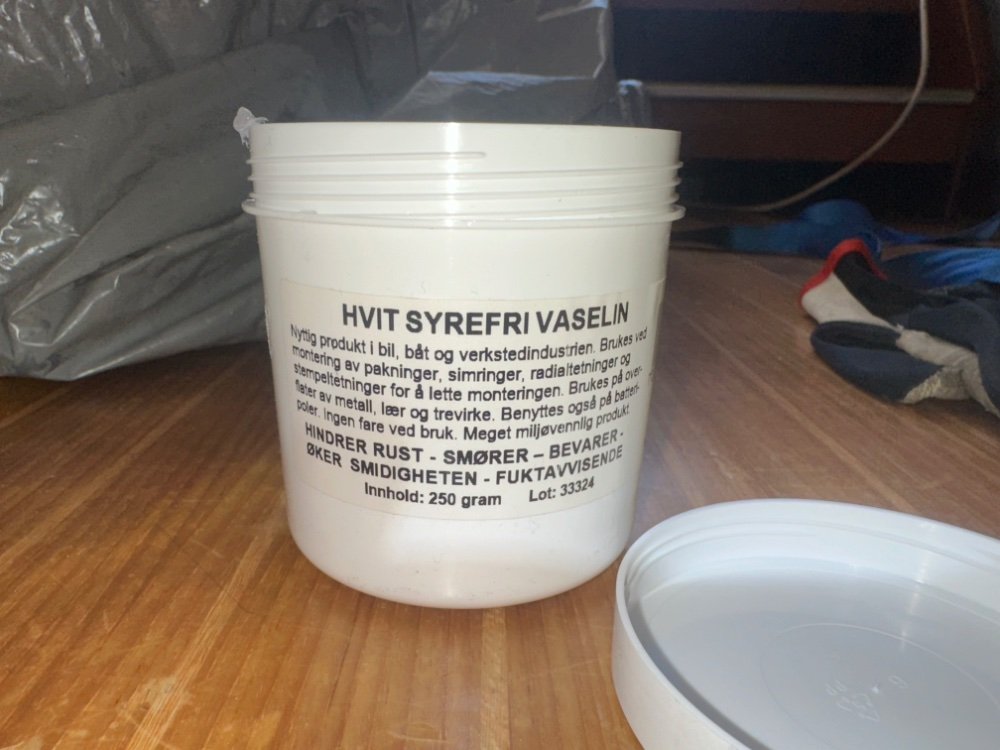 HVIT SYREFRI VASELIN
Nyttig produkt i bil, båt og verkstedindustrien. Brukes ved
montering av pakninger, simringer, radialtetninger og
stempeltetninger for å lette monteringen. Brukes på over-
flater av metall, lær og trevirke. Benyttes også på batteri-
poler. Ingen fare ved bruk. Meget miljøvennlig produkt.
HINDRER RUST - SMØRER – BEVARER -
ØKER SMIDIGHETEN - FUKTAVVISENDE
Innhold: 250 gram Lot: 33324